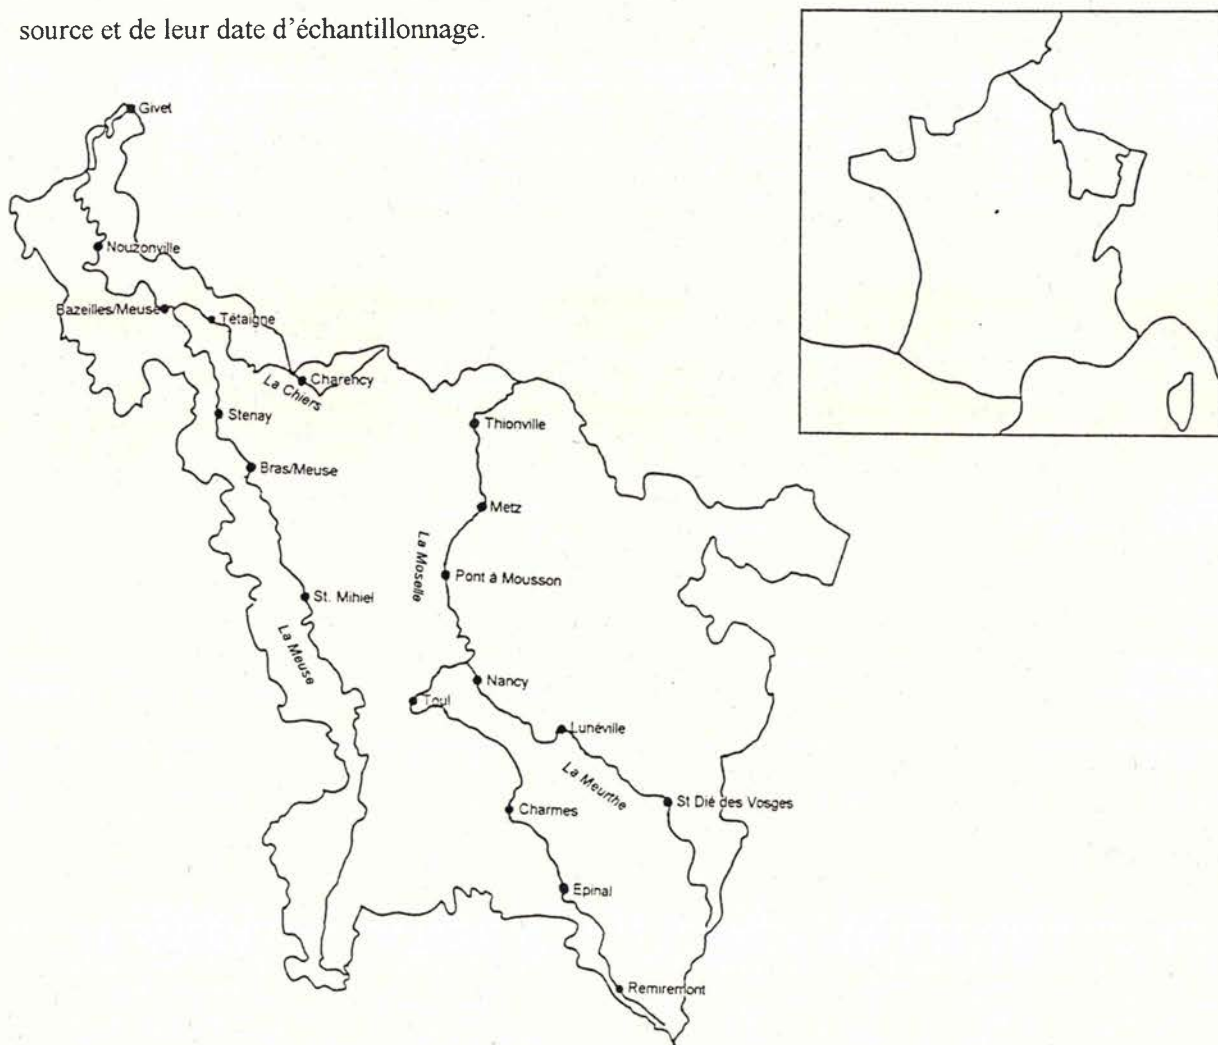 source et de leur date d'échantillonnage.
Givet
Nouzonville
Bazeilles/Meuse
Tétaigne
Charency
La Chiers
Stenay
Thionville
Bras/Meuse
Metz
La Moselle
Pont à Mousson
St. Mihiel
La Meuse
Nancy
Toul
Lunéville
La Meurthe
St Dié des Vosges
Charmes
Epinal
Remiremont